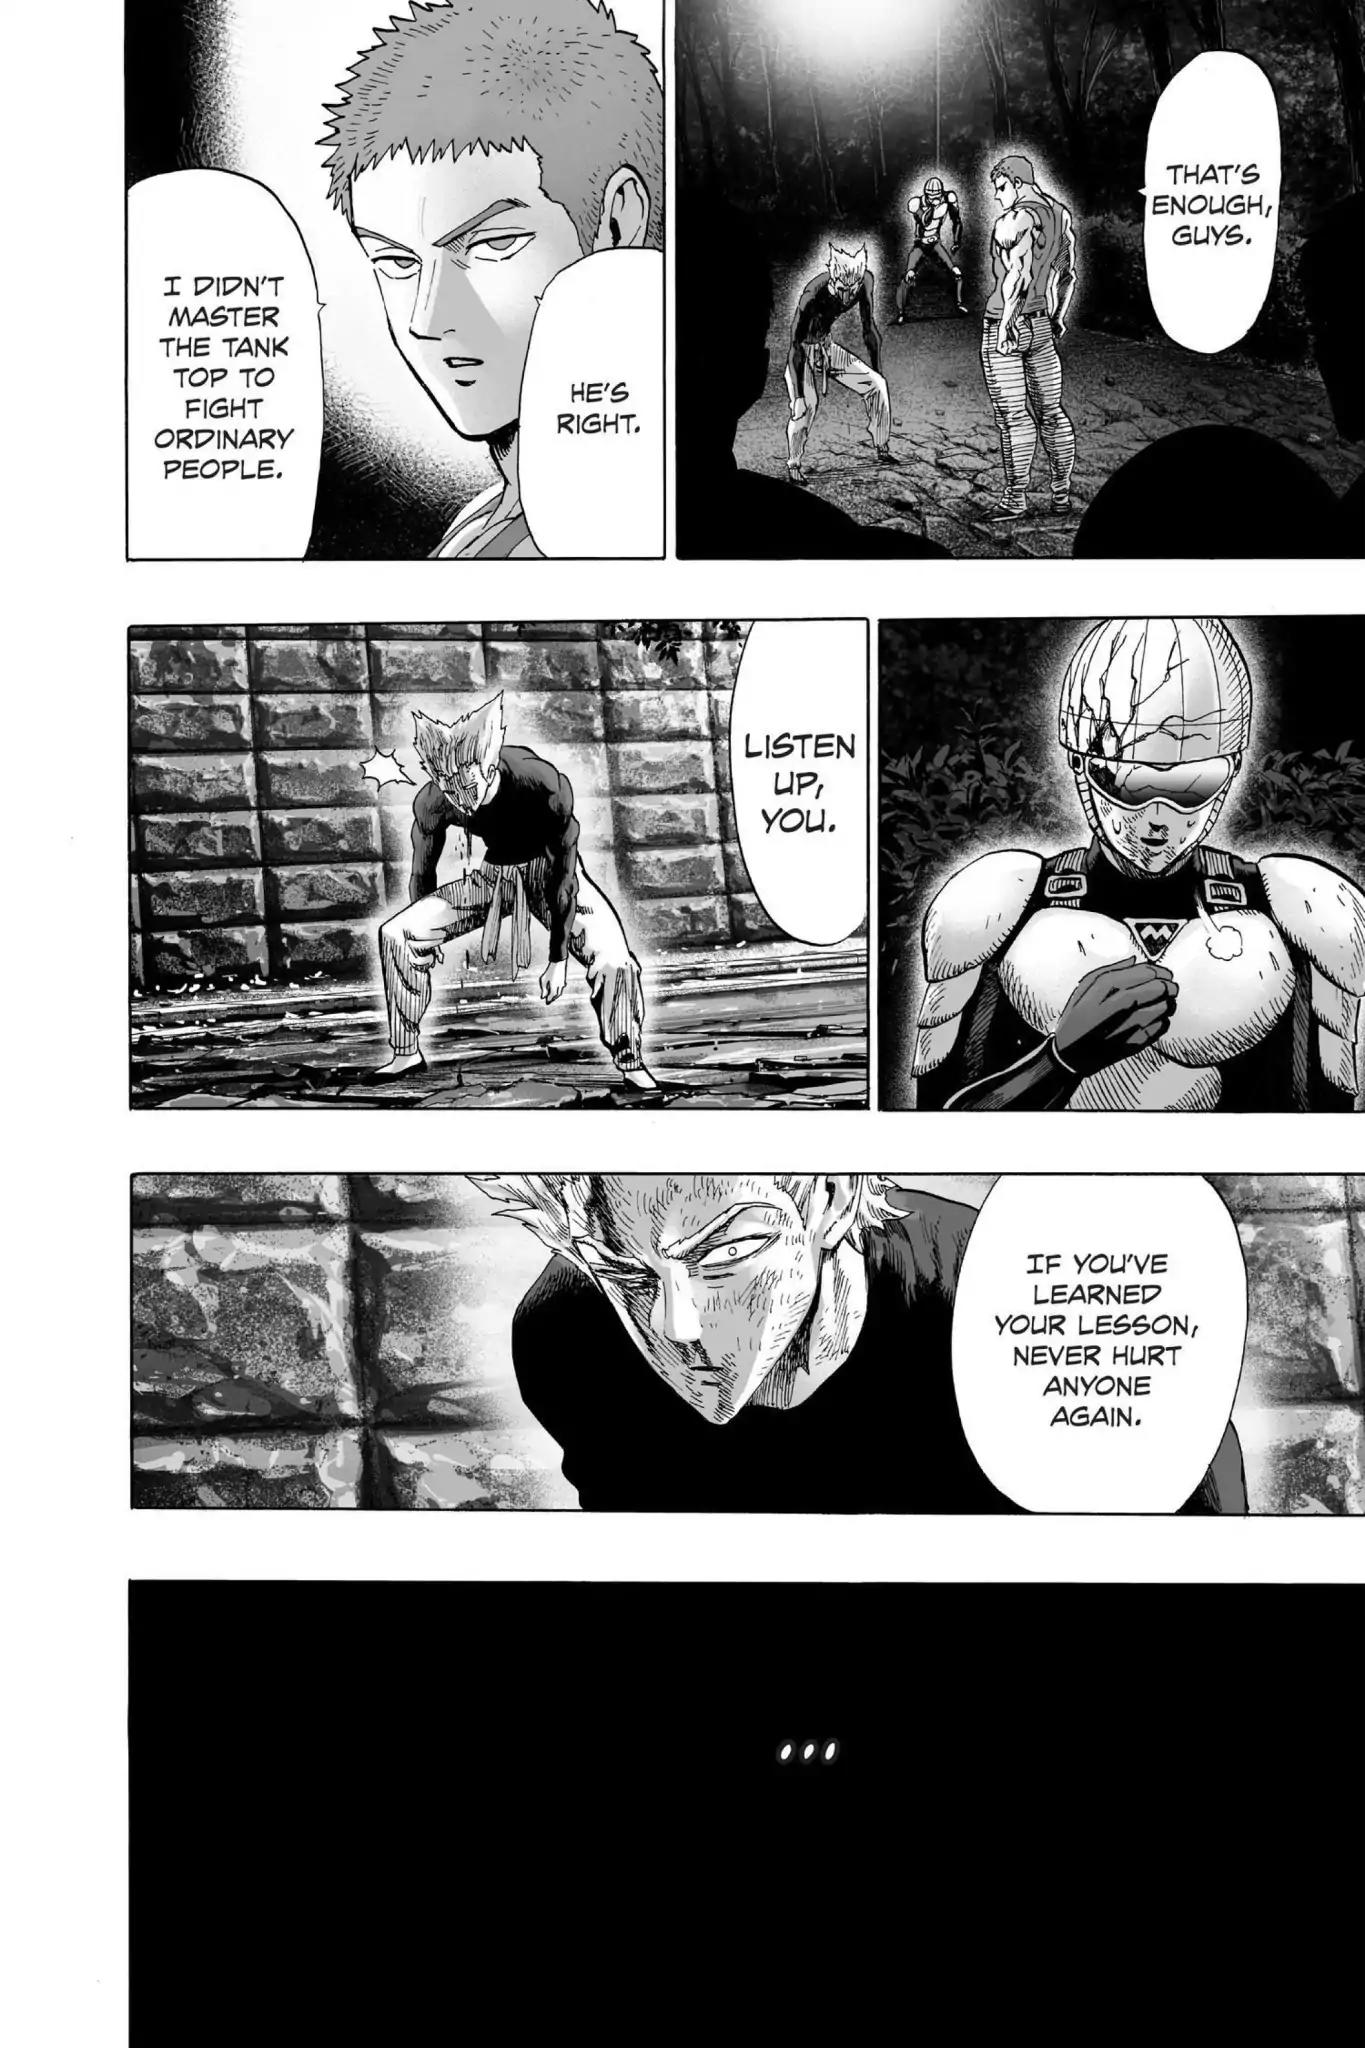 THAT'S
ENOUGH,
GUYS.
HE'S
RIGHT.
I DIDN'T
MASTER
THE TANK
TOP TO
FIGHT
ORDINARY
PEOPLE.
M
LISTEN
UP,
YOU.
IF YOU'VE
LEARNED
YOUR LESSON,
NEVER HURT
ANYONE
AGAIN.
...